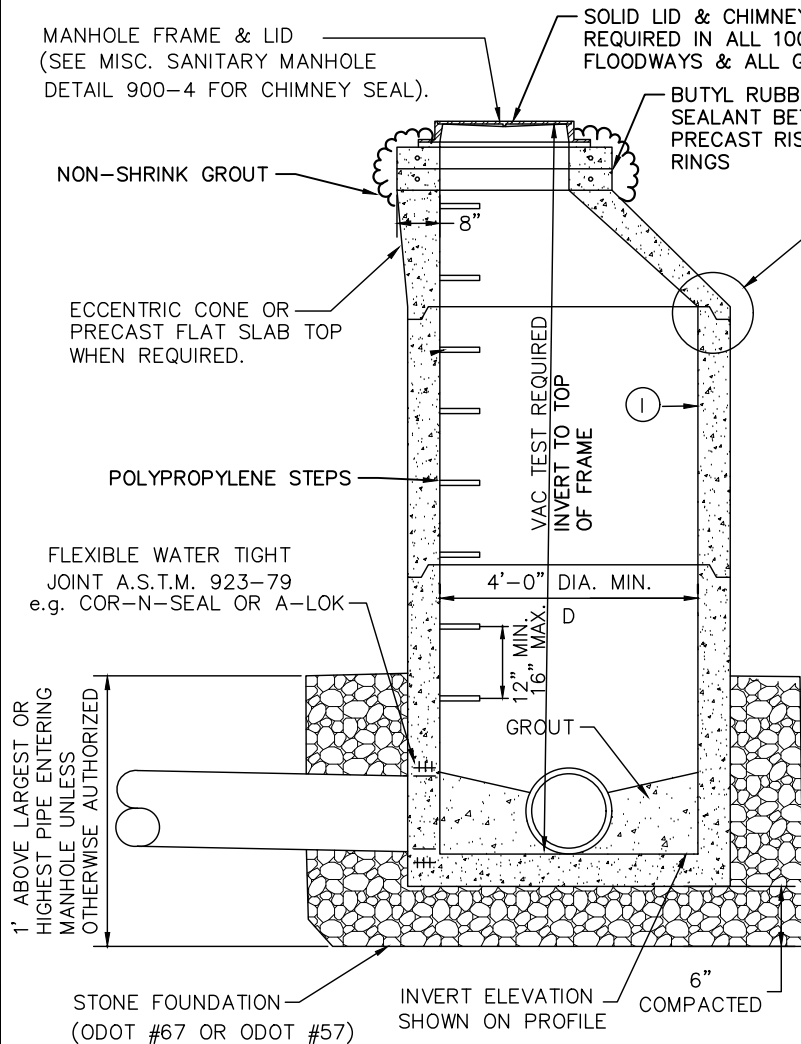 MANHOLE FRAME & LID
(SEE MISC. SANITARY MANHOLE
DETAIL 900-4 FOR CHIMNEY SEAL).
SOLID LID & CHIMNEY
REQUIRED IN ALL 100
FLOODWAYS & ALL G
BUTYL RUBB
SEALANT BET
PRECAST RIS
RINGS
NON-SHRINK GROUT
8"
ECCENTRIC CONE OR
PRECAST FLAT SLAB TOP
WHEN REQUIRED.
VAC TEST REQUIRED
INVERT TO TOP
OF FRAME
1
POLYPROPYLENE STEPS
FLEXIBLE WATER TIGHT
JOINT A.S.T.M. 923-79
e.g. COR-N-SEAL OR A-LOK
4'-0" DIA. MIN.
D
12" MIN.
16" MAX.
GROUT
1' ABOVE LARGEST OR
HIGHEST PIPE ENTERING
MANHOLE UNLESS
OTHERWISE AUTHORIZED
STONE FOUNDATION
(ODOT #67 OR ODOT #57)
INVERT ELEVATION
SHOWN ON PROFILE
6"
COMPACTED